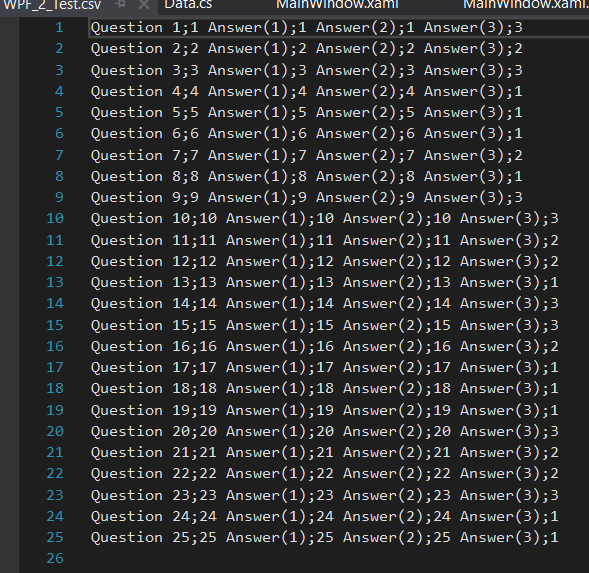 WPF_2_Test.csv Data.cs MainWindow.xaml MainWindow.xaml.
1 Question 1;1 Answer(1);1 Answer(2);1 Answer(3);3
2 Question 2;2 Answer(1);2 Answer(2);2 Answer(3);2
3 Question 3;3 Answer(1);3 Answer(2);3 Answer(3);3
4 Question 4;4 Answer(1);4 Answer(2);4 Answer(3);1
5 Question 5;5 Answer(1);5 Answer(2);5 Answer(3);1
6 Question 6;6 Answer(1);6 Answer(2);6 Answer(3);1
7 Question 7;7 Answer(1);7 Answer(2);7 Answer(3);2
8 Question 8;8 Answer(1);8 Answer(2);8 Answer(3);1
9 Question 9;9 Answer(1);9 Answer(2);9 Answer(3);3
10 Question 10;10 Answer(1);10 Answer(2);10 Answer(3);3
11 Question 11;11 Answer(1);11 Answer(2);11 Answer(3);2
12 Question 12;12 Answer(1);12 Answer(2);12 Answer(3);2
13 Question 13;13 Answer(1);13 Answer(2);13 Answer(3);1
14 Question 14;14 Answer(1);14 Answer(2);14 Answer(3);3
15 Question 15;15 Answer(1);15 Answer(2);15 Answer(3);3
16 Question 16;16 Answer(1);16 Answer(2);16 Answer(3);2
17 Question 17;17 Answer(1);17 Answer(2);17 Answer(3);1
18 Question 18;18 Answer(1);18 Answer(2);18 Answer(3);1
19 Question 19;19 Answer(1);19 Answer(2);19 Answer(3);1
20 Question 20;20 Answer(1);20 Answer(2);20 Answer(3);3
21 Question 21;21 Answer(1);21 Answer(2);21 Answer(3);2
22 Question 22;22 Answer(1);22 Answer(2);22 Answer(3);2
23 Question 23;23 Answer(1);23 Answer(2);23 Answer(3);3
24 Question 24;24 Answer(1);24 Answer(2);24 Answer(3);1
25 Question 25;25 Answer(1);25 Answer(2);25 Answer(3);1
26